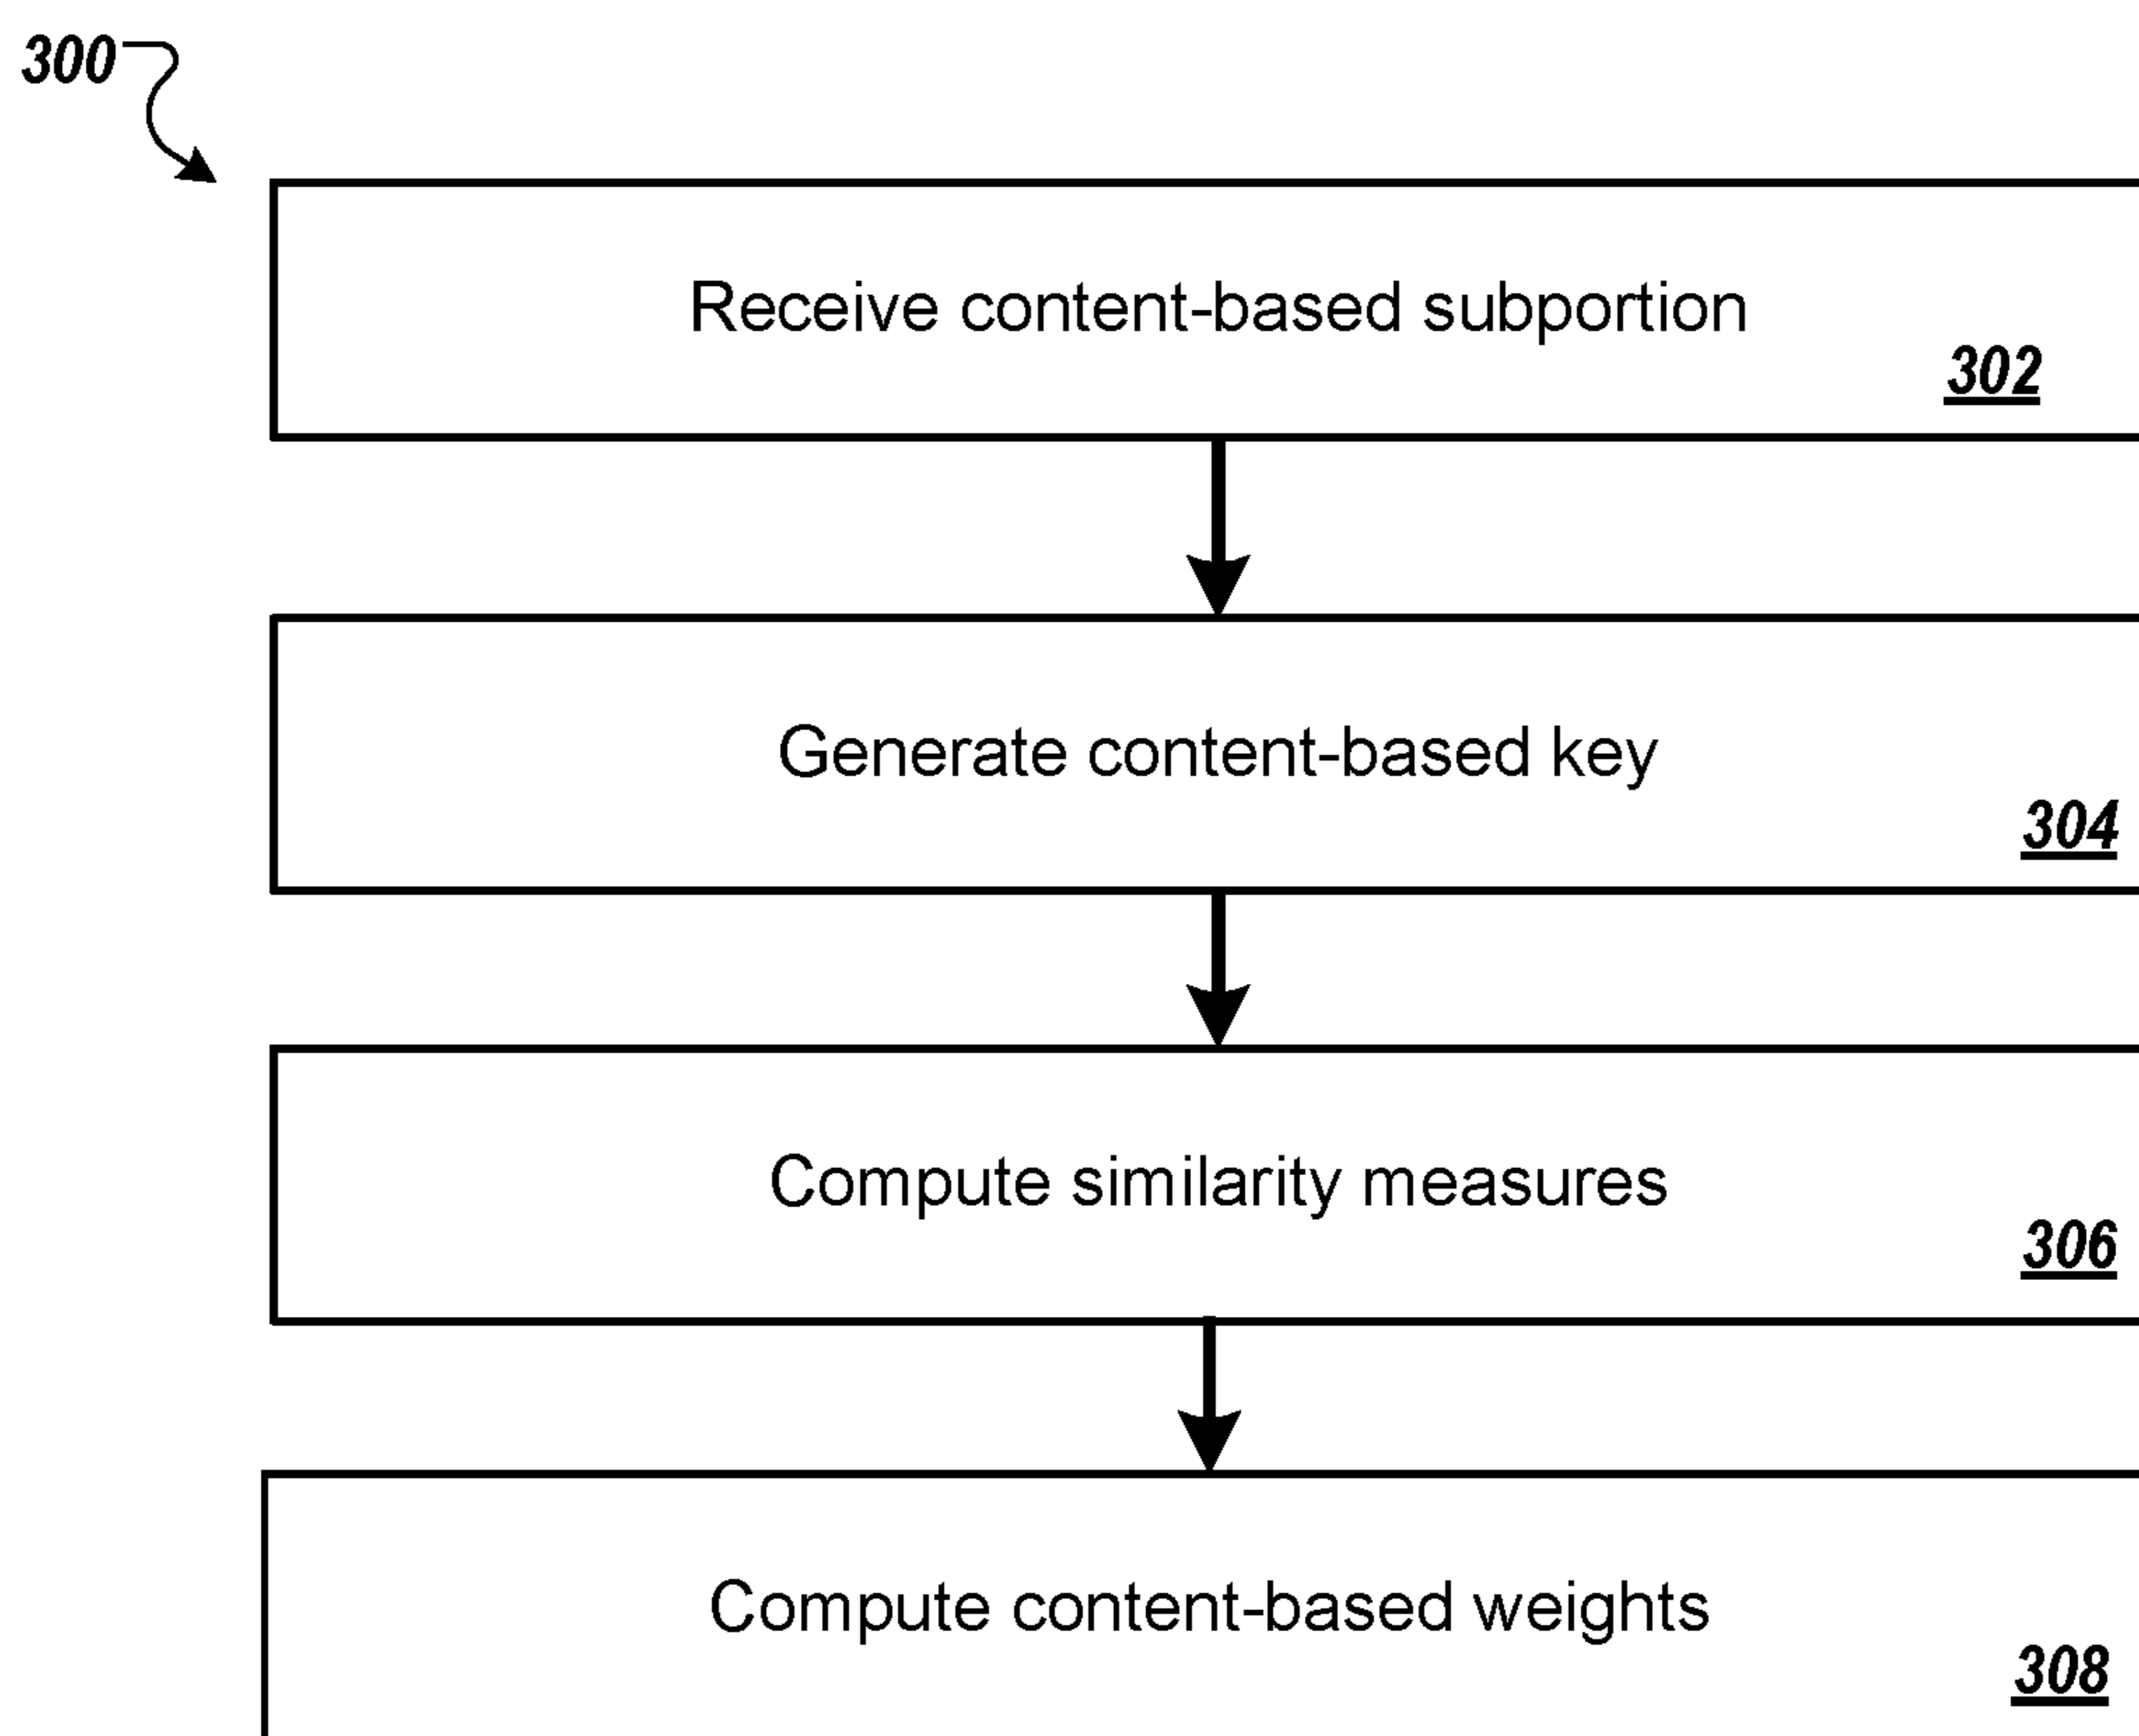 300
Receive content-based subportion
302
Generate content-based key
304
Compute similarity measures
306
Compute content-based weights
308